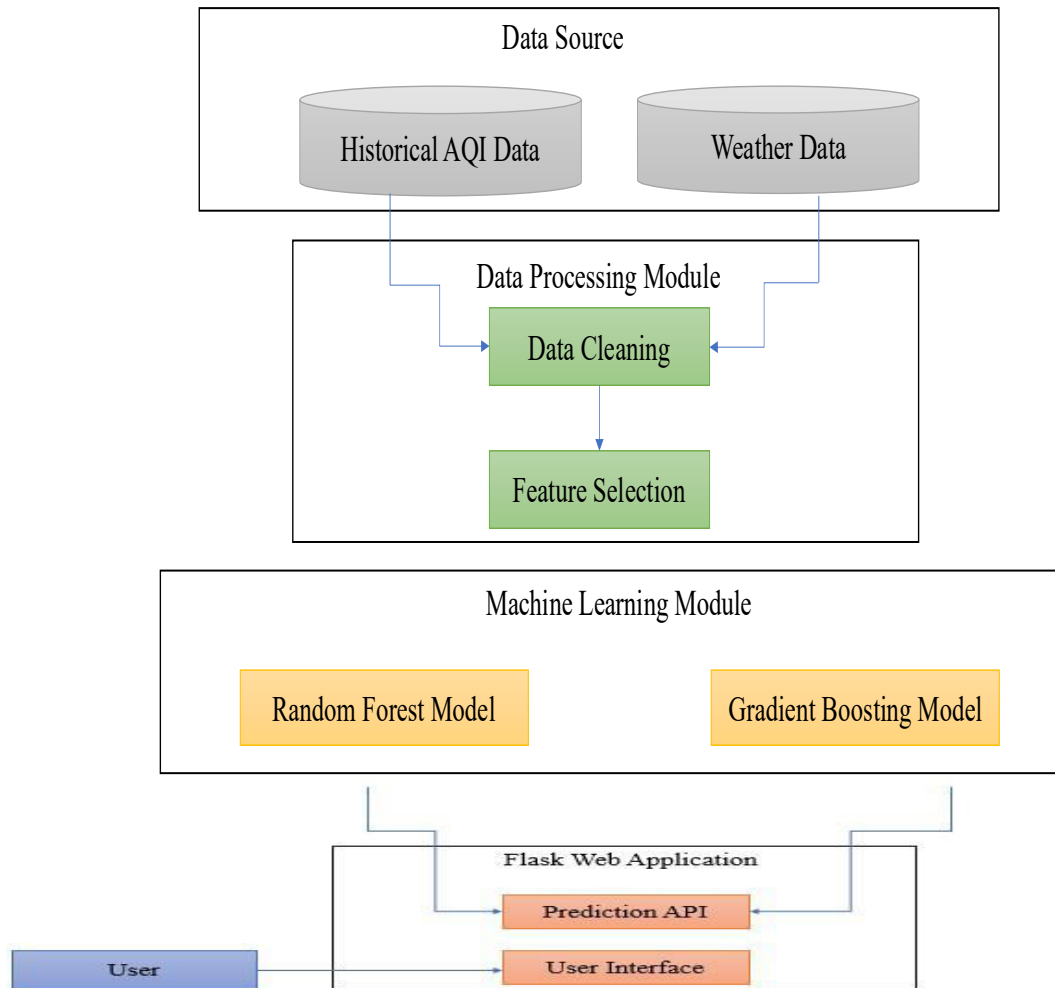 Data Source
Historical AQI Data
Weather Data
Data Processing Module
Data Cleaning
Feature Selection
Machine Learning Module
Random Forest Model
Gradient Boosting Model
Flask Web Application
Prediction API
User
User Interface